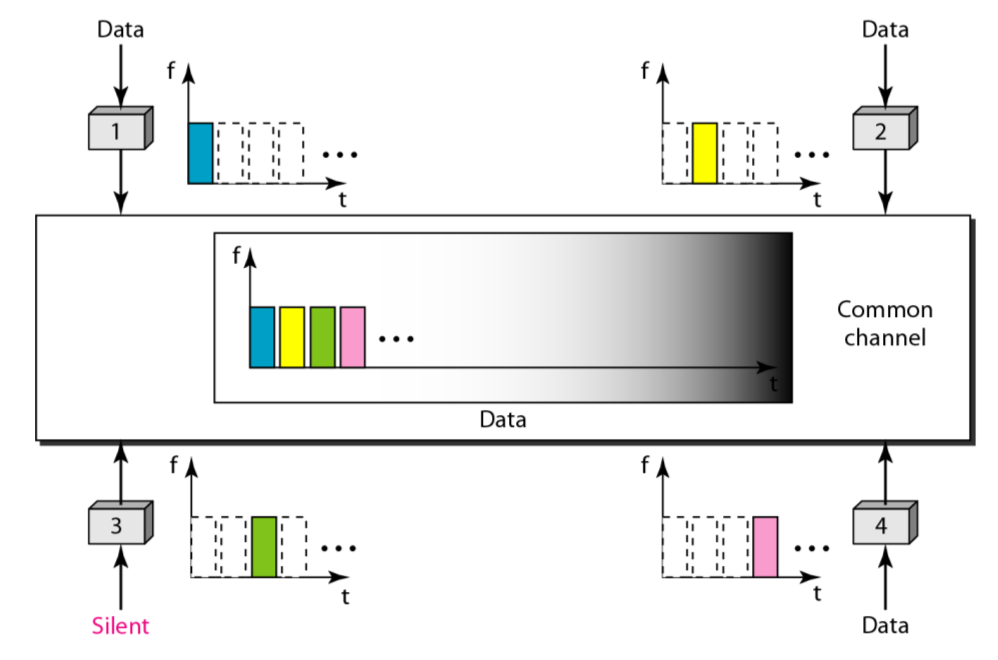 Data
Data
f
f
1
2
• • •
• • •
t
t
f
Common
channel
• • •
t
Data
f
f
3
4
• • •
• • •
t
t
Silent
Data